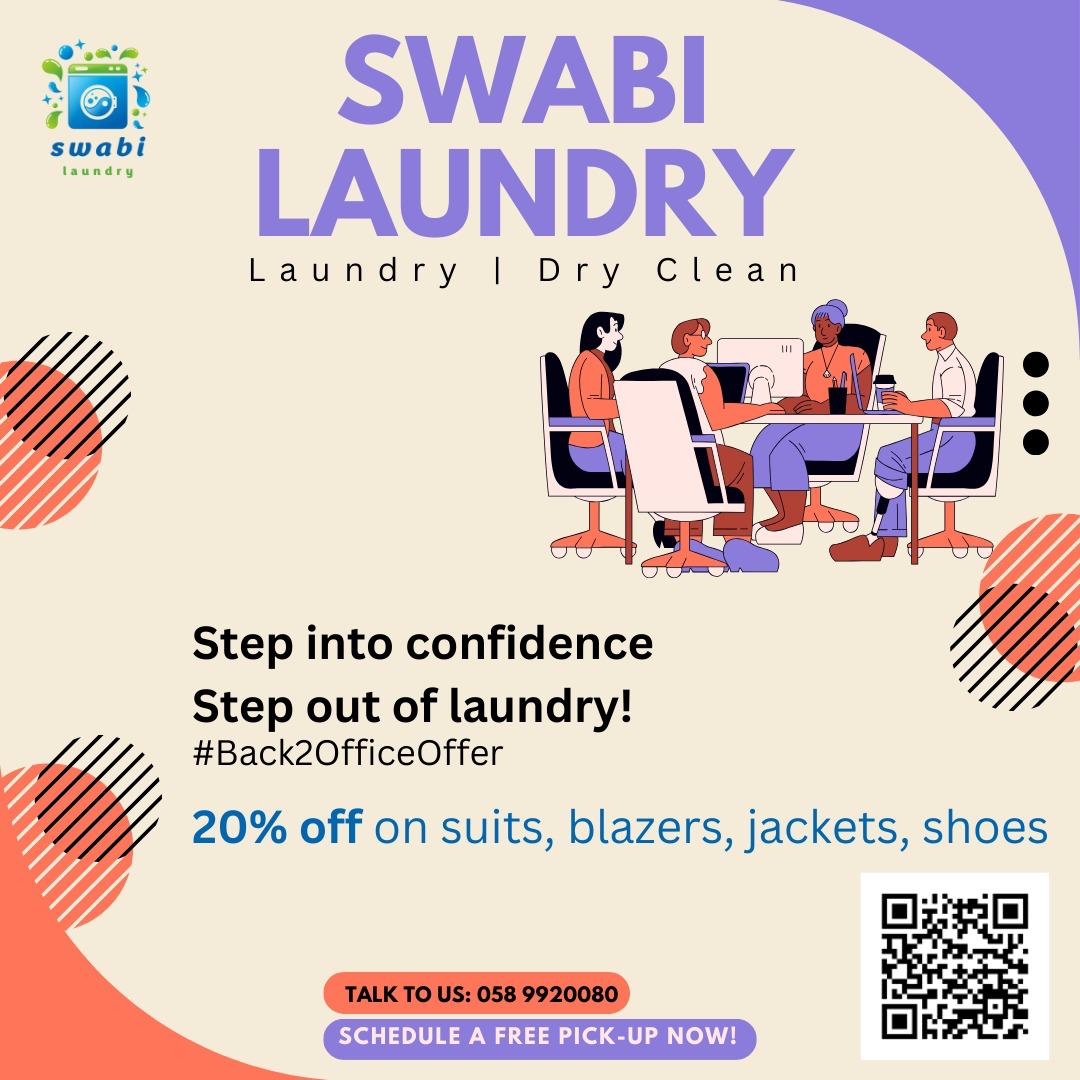 swabi
laundry
SWABI
LAUNDRY
Laundry | Dry Clean
Step into confidence
Step out of laundry!
#Back2OfficeOffer
20% off on suits, blazers, jackets, shoes
TALK TO US: 058 9920080
SCHEDULE A FREE PICK-UP NOW!